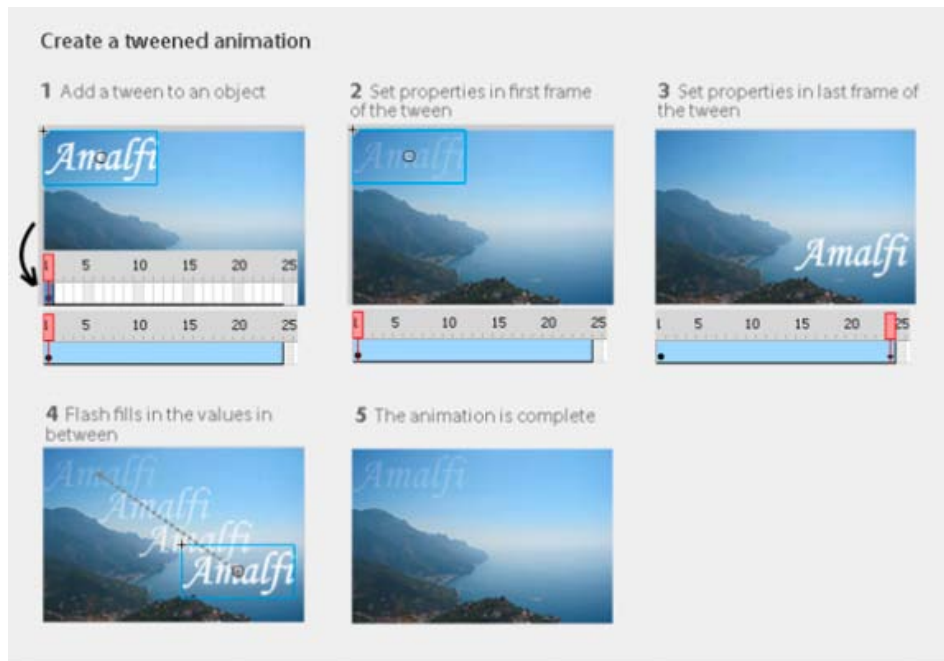 Create a tweened animation
1 Add a tween to an object
2 Set properties in first frame
of the tween
3 Set properties in last frame of
the tween
Amalfi
Amalfi
Amalfi
1 5 10 15 20 25
1 5 10 15 20 25
1 5 10 15 20 25
1 5 10 15 20 25
4 Flash fills in the values in
between
5 The animation is complete
Amalfi
Amalfi
Amalfi
Amalfi
Amalfi